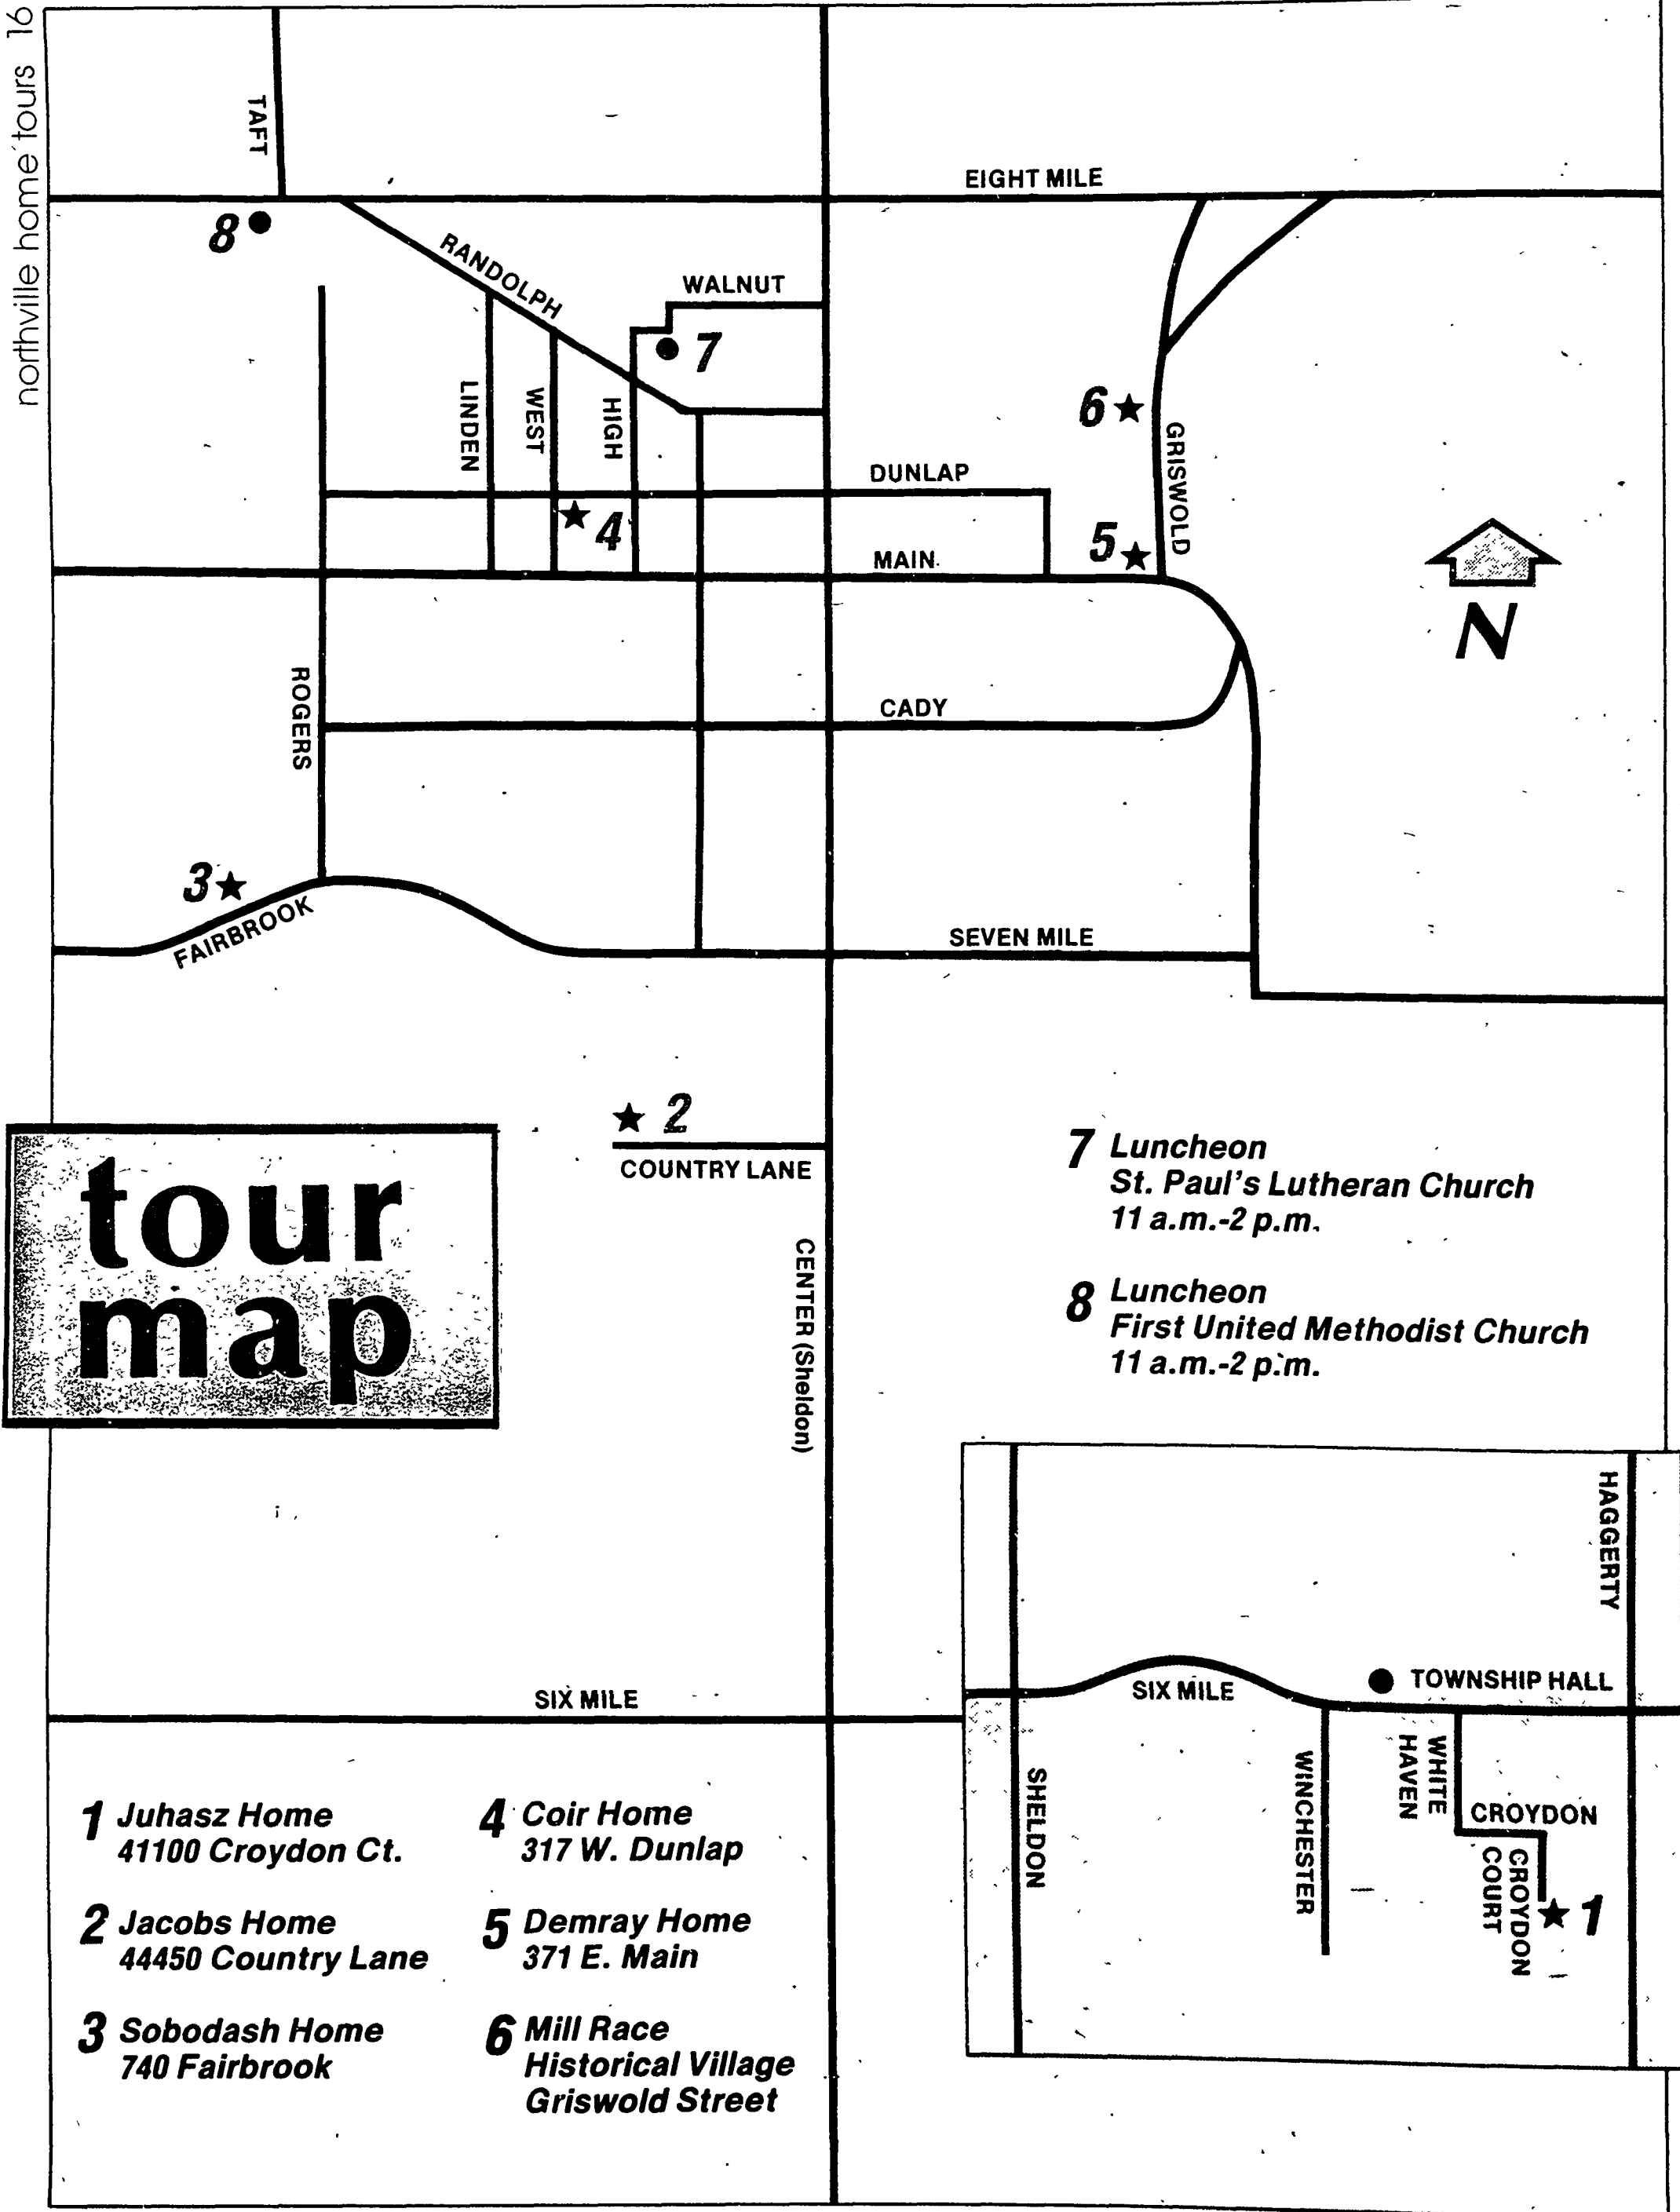 northville home tours 16
TAFT
EIGHT MILE
8
RANDOLPH
WALNUT
7
LINDEN
WEST
HIGH
6
GRISWOLD
DUNLAP
4
5
MAIN
N
ROGERS
CADY
3
FAIRBROOK
SEVEN MILE
2
COUNTRY LANE
tour
map
CENTER (Sheldon)
7 Luncheon
St. Paul's Lutheran Church
11 a.m.-2 p.m.
8 Luncheon
First United Methodist Church
11 a.m.-2 p.m.
SIX MILE
HAGGERTY
SIX MILE
TOWNSHIP HALL
SHELDON
WINCHESTER
WHITE
HAVEN
CROYDON
CROYDON
COURT
1
1 Juhasz Home
41100 Croydon Ct.
2 Jacobs Home
44450 Country Lane
3 Sobodash Home
740 Fairbrook
4 Coir Home
317 W. Dunlap
5 Demray Home
371 E. Main
6 Mill Race
Historical Village
Griswold Street